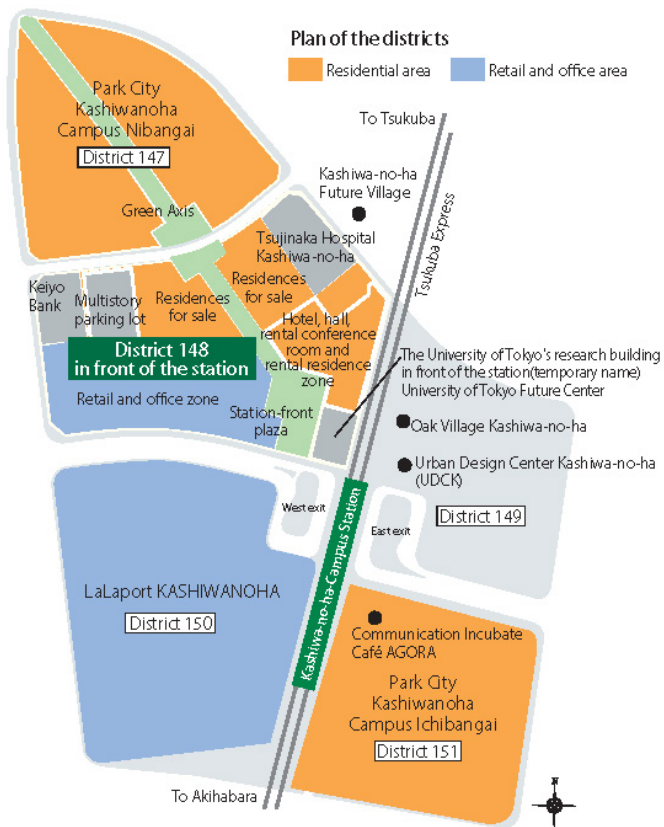 Plan of the districts
Residential area
Retail and office area
Park City
Kashiwanoha
Campus Nibangai
District 147
To Tsukuba
Kashiwa-no-ha
Future Village
Tsukuba Express
Green Axis
Tsujinaka Hospital
Kashiwa-no-ha
Keiyo
Bank
Multistory
parking lot
Residences
for sale
Residences
for sale
Hotel, hall,
rental conference
room and
rental residence
zone
District 148
in front of the station
Retail and office zone
Station-front
plaza
The University of Tokyo's research building
in front of the station(temporary name)
University of Tokyo Future Center
Oak Village Kashiwa-no-ha
Urban Design Center Kashiwa-no-ha
(UDCK)
District 149
West exit
East exit
Kashiwa-no-ha-Campus Station
LaLaport KASHIWANOHA
District 150
Communication Incubate
Café AGORA
Park City
Kashiwanoha
Campus Ichibangai
District 151
To Akihabara
N